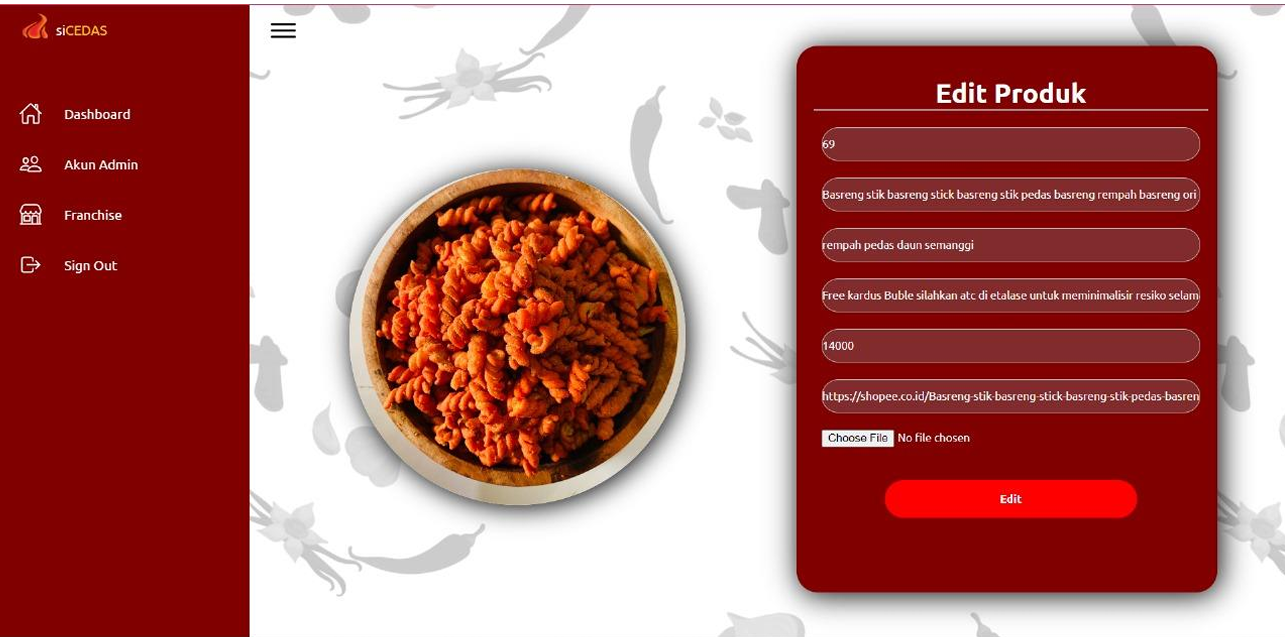 siCEDAS
Dashboard
Akun Admin
Franchise
Sign Out
Edit Produk
69
Basreng stik basreng stick basreng stik pedas basreng rempah basreng ori
rempah pedas daun semanggi
Free kardus Buble silahkan atc di etalase untuk meminimalisir resiko selam
14000
https://shopee.co.id/Basreng-stik-basreng-stick-basreng-stik-pedas-basren
Choose File No file chosen
Edit